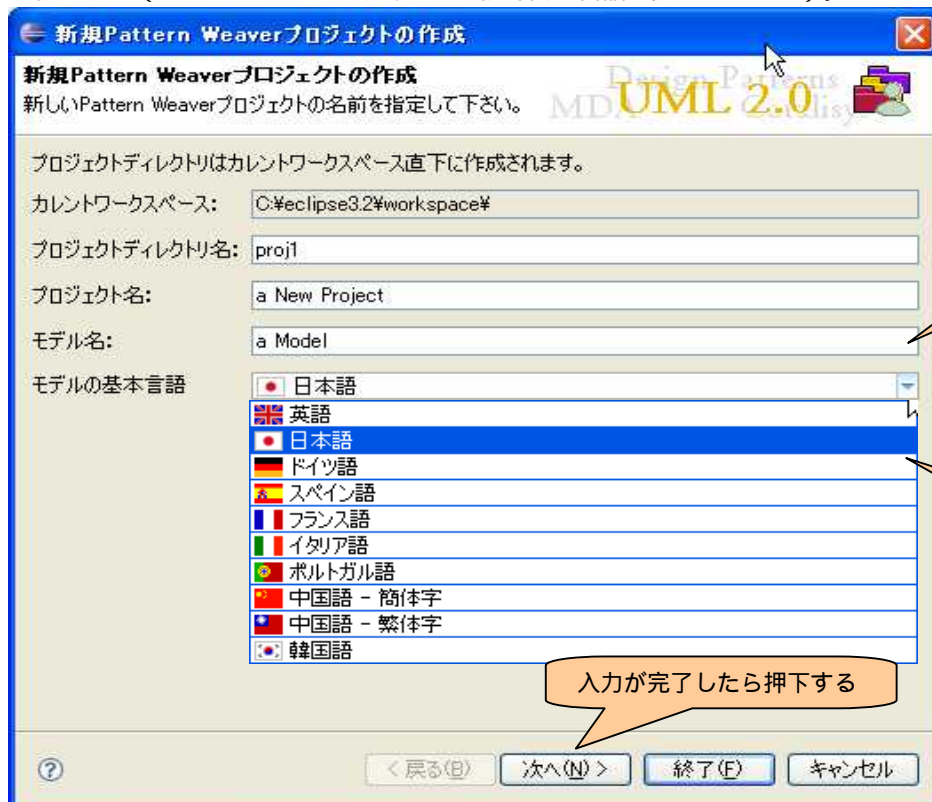 新規Pattern Weaverプロジェクトの作成
新規Pattern Weaverプロジェクトの作成
新しいPattern Weaverプロジェクトの名前を指定して下さい。
Design Patterns
UML 2.0
プロジェクトディレクトリはカレントワークスペース直下に作成されます。
カレントワークスペース: C:¥eclipse3.2¥workspace¥
プロジェクトディレクトリ名: proj1
プロジェクト名: a New Project
モデル名: a Model
モデルの基本言語 日本語
英語
日本語
ドイツ語
スペイン語
フランス語
イタリア語
ポルトガル語
中国語 - 簡体字
中国語 - 繁体字
韓国語
入力が完了したら押下する
< 戻る(B) 次へ(N) > 終了(F) キャンセル